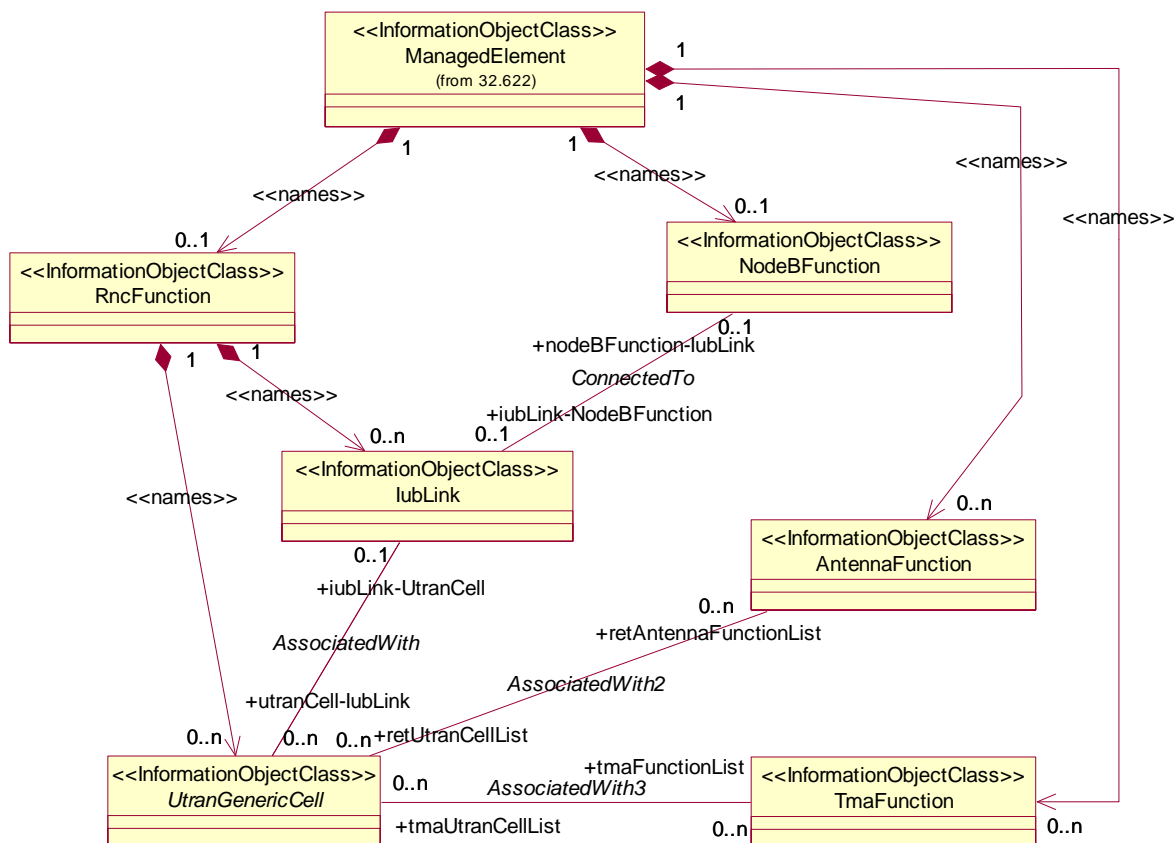 <<InformationObjectClass>>
ManagedElement
(from 32.622)
1
1
1
1
<<names>>
<<names>>
<<names>>
<<names>>
0..1
0..1
<<InformationObjectClass>>
RncFunction
<<InformationObjectClass>>
NodeBFunction
1
1
0..1
+nodeBFunction-IubLink
ConnectedTo
<<names>>
+iubLink-NodeBFunction
0..n
0..1
<<InformationObjectClass>>
IubLink
<<names>>
0..n
<<InformationObjectClass>>
AntennaFunction
0..1
+iubLink-UtranCell
0..n
+retAntennaFunctionList
AssociatedWith
AssociatedWith2
+utranCell-IubLink
0..n
0..n
0..n
+retUtranCellList
<<InformationObjectClass>>
UtranGenericCell
0..n
+tmaFunctionList
AssociatedWith3
+tmaUtranCellList
0..n
<<InformationObjectClass>>
TmaFunction
0..n